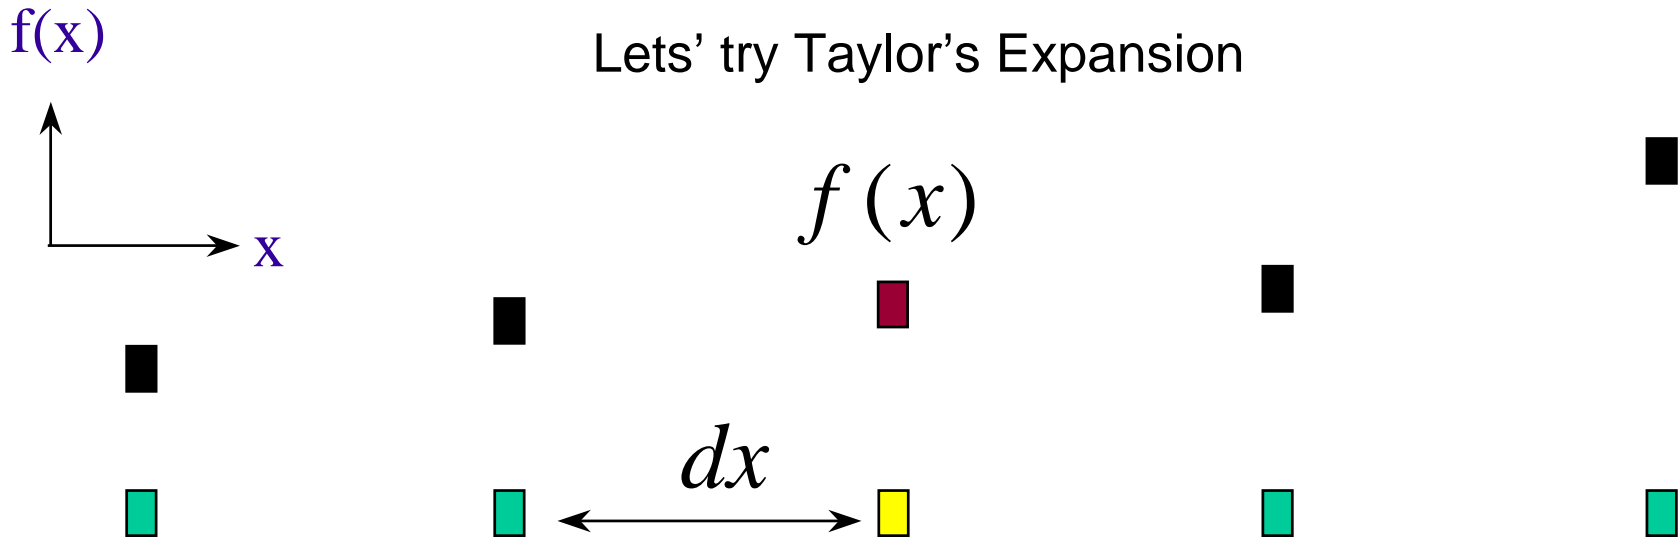 f(x)
Lets’ try Taylor’s Expansion
f (x)
x
dx